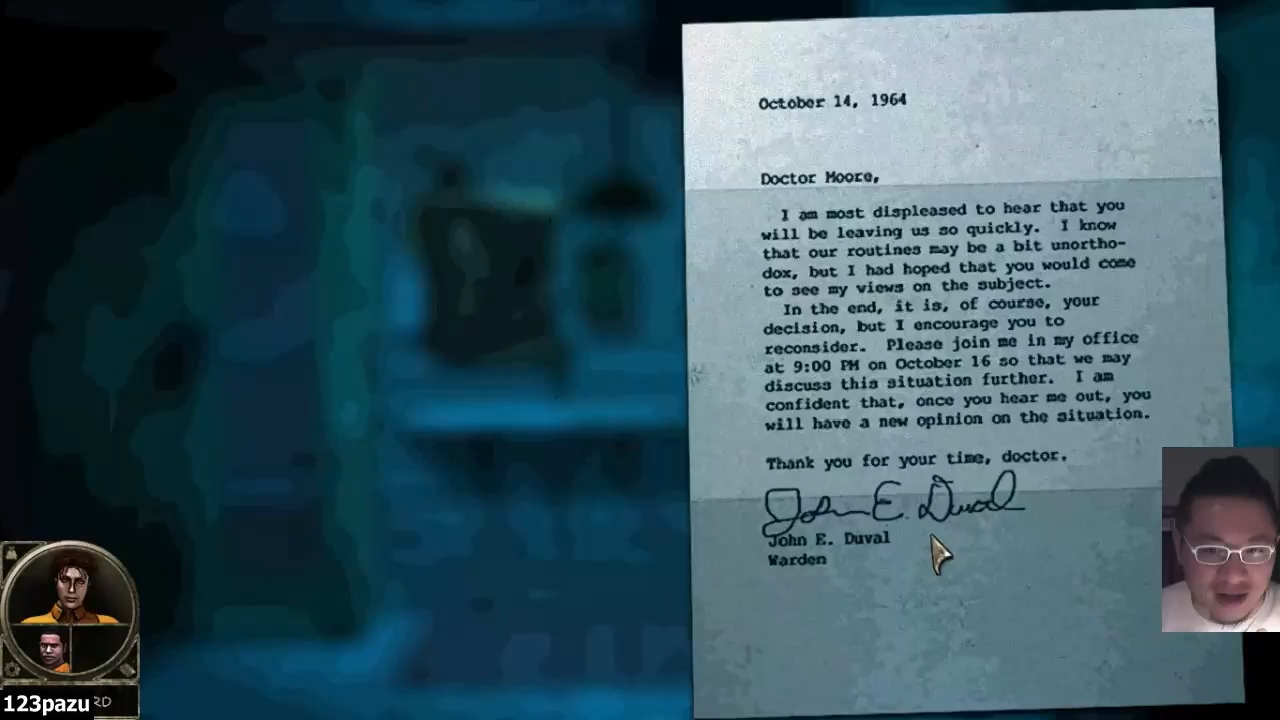 October 14, 1964
Doctor Moore,
I am most displeased to hear that you
will be leaving us so quickly. I know
that our routines may be a bit unortho-
dox, but I had hoped that you would come
to see my views on the subject.
In the end, it is, of course, your
decision, but I encourage you to
reconsider. Please join me in my office
at 9:00 PM on October 16 so that we may
discuss this situation further. I am
confident that, once you hear me out, you
will have a new opinion on the situation.
Thank you for your time, doctor.
John E. Duval
John E. Duval
Warden
123pazu